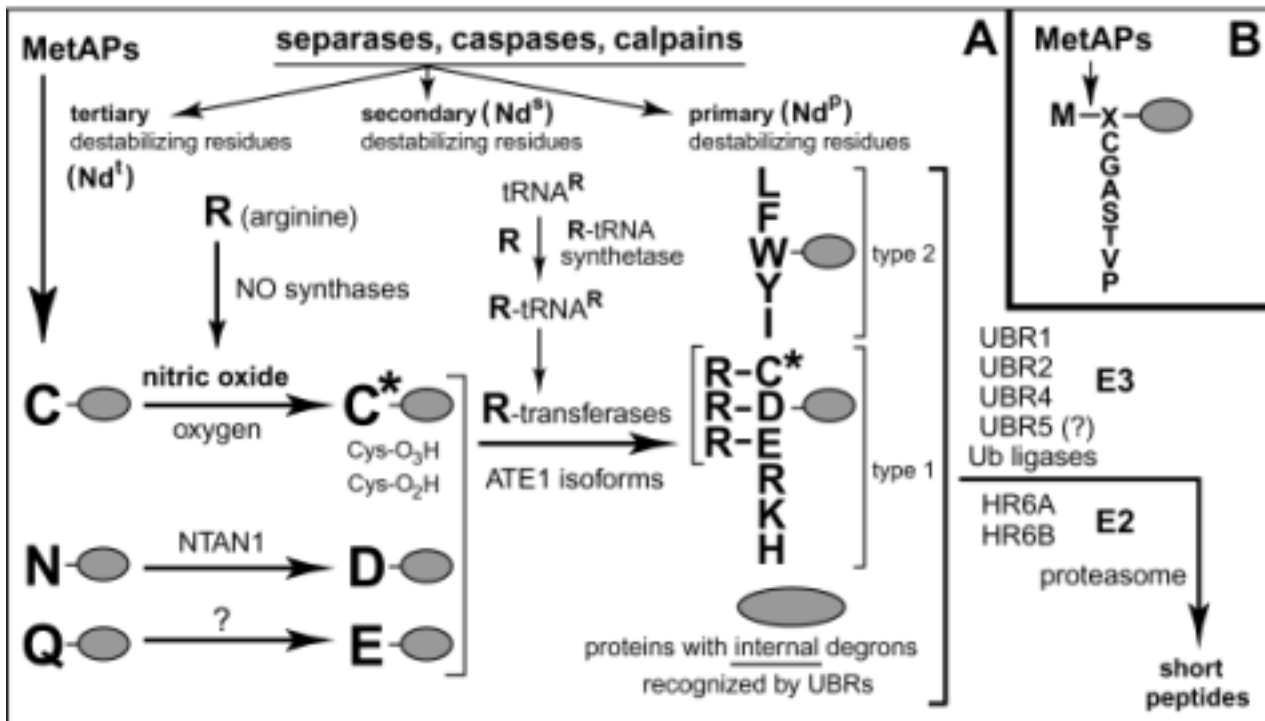 MetAPs
separases, caspases, calpains
A
tertiary
destabilizing residues
(Nd^t)
secondary (Nd^s)
destabilizing residues
primary (Nd^p)
destabilizing residues
R (arginine)
NO synthases
tRNA^R
R
R-tRNA
synthetase
R-tRNA^R
C
nitric oxide
oxygen
C*
Cys-O3H
Cys-O2H
R-transferases
ATE1 isoforms
N
NTAN1
D
Q
?
E
L
F
W
Y
I
type 2
R-C*
R-D
R-E
R
K
H
type 1
proteins with internal degrons
recognized by UBRs
MetAPs
B
M-X
C
G
A
S
T
V
P
UBR1
UBR2
UBR4
UBR5 (?)
E3
Ub ligases
HR6A
HR6B
E2
proteasome
short
peptides